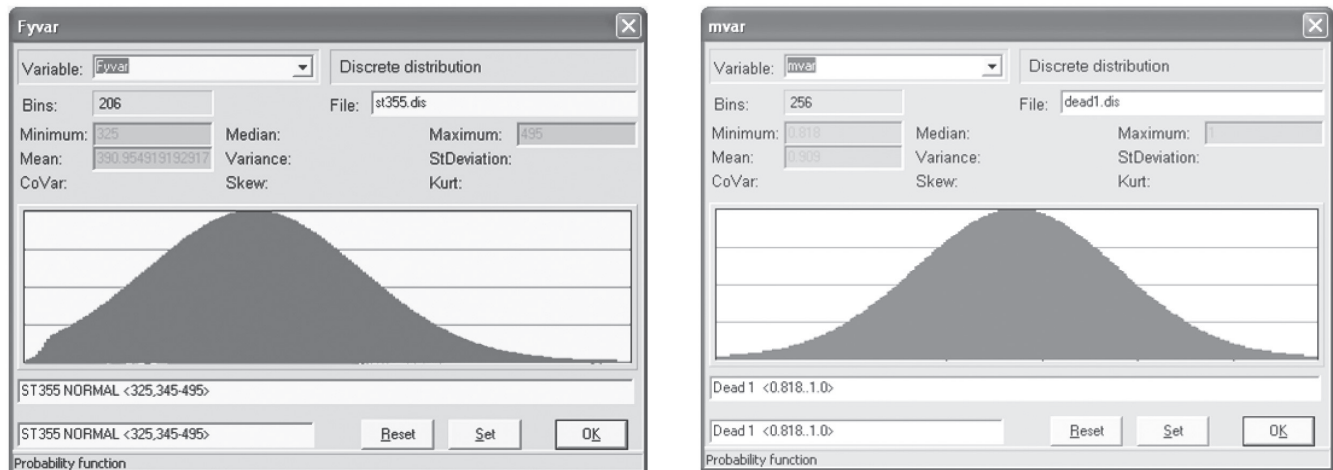 Fyvar
Variable: Fyvar Discrete distribution
Bins: 206 File: st355.dis
Minimum: 325 Median: Maximum: 495
Mean: 390.954919192917 Variance: StDeviation:
CoVar: Skew: Kurt:
ST355 NORMAL <325,345-495>
ST355 NORMAL <325,345-495> Reset Set OK
Probability function
mvar
Variable: mvar Discrete distribution
Bins: 256 File: dead1.dis
Minimum: 0.818 Median: Maximum: 1
Mean: 0.909 Variance: StDeviation:
CoVar: Skew: Kurt:
Dead 1 <0.818..1.0>
Dead 1 <0.818..1.0> Reset Set OK
Probability function